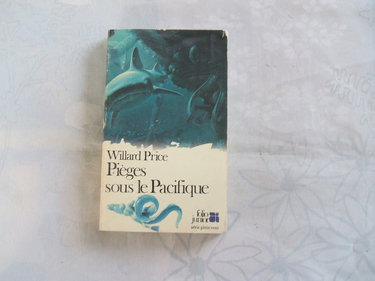 Willard Price
Pièges
sous le Pacifique
folio
junior